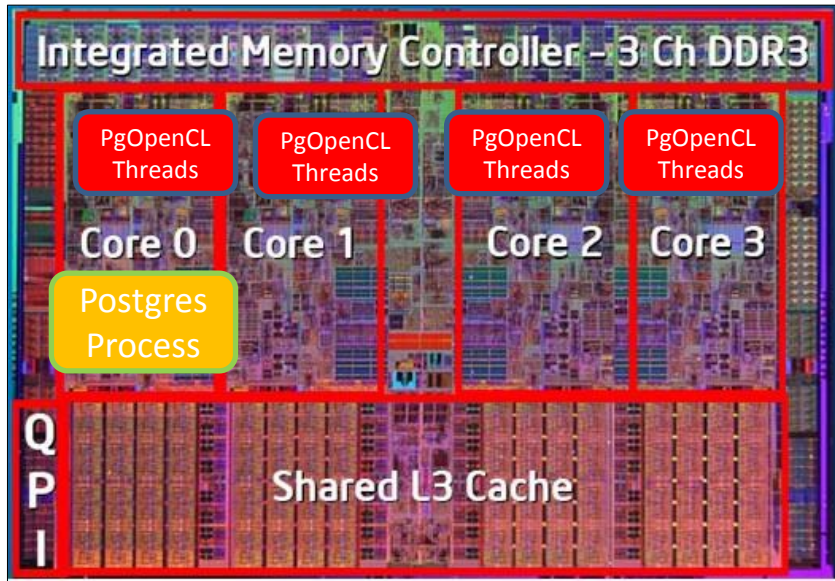 Integrated Memory Controller - 3 Ch DDR3
PgOpenCL
Threads
PgOpenCL
Threads
PgOpenCL
Threads
PgOpenCL
Threads
Core 0
Core 1
Core 2
Core 3
Postgres
Process
Q
P
I
Shared L3 Cache